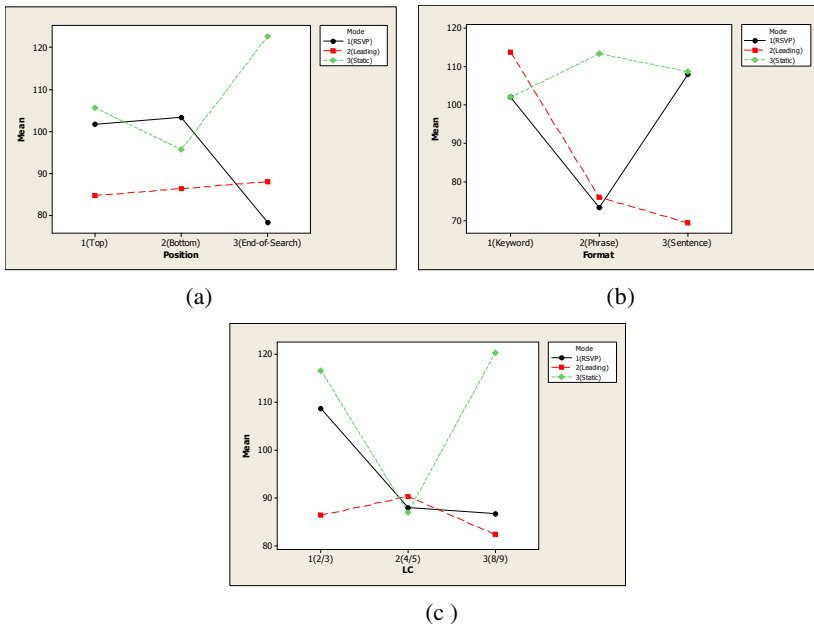 Mode
1(RSVP)
2(Leading)
3(Static)
120
110
100
90
80
Mean
1(Top)
2(Bottom)
3(End-of-Search)
Position
(a)
Mode
1(RSVP)
2(Leading)
3(Static)
120
110
100
90
80
70
Mean
1(Keyword)
2(Phrase)
3(Sentence)
Format
(b)
Mode
1(RSVP)
2(Leading)
3(Static)
120
110
100
90
80
Mean
1(2/3)
2(4/5)
3(8/9)
LC
(c )